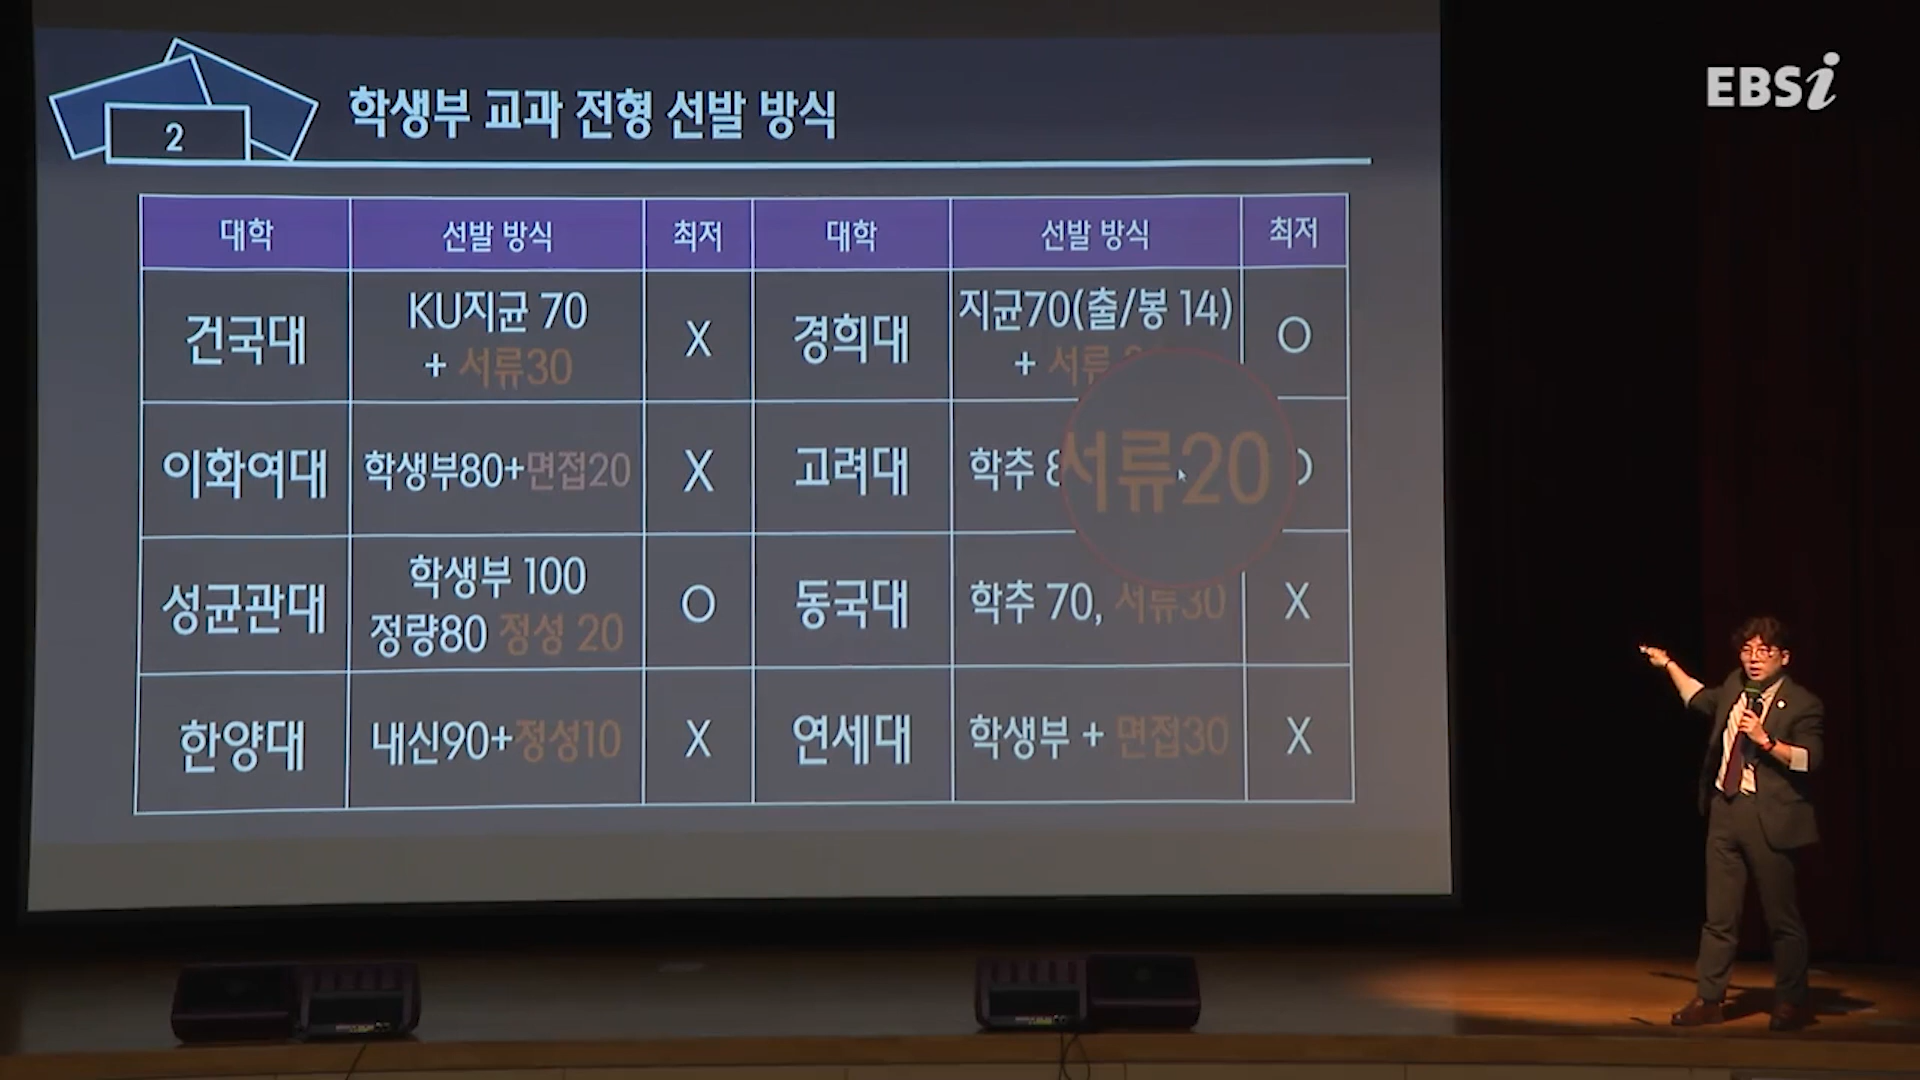 EBSi
2
학생부 교과 전형 선발 방식
대학 선발 방식 최저 대학 선발 방식 최저
건국대 KU지균 70 + 서류30 X 경희대 지균70(출/봉 14) + 서류 O
이화여대 학생부80+면접20 X 고려대 학추 서류20
성균관대 학생부 100 정량80 정성 20 O 동국대 학추 70, 서류30 X
한양대 내신90+정성10 X 연세대 학생부 + 면접30 X